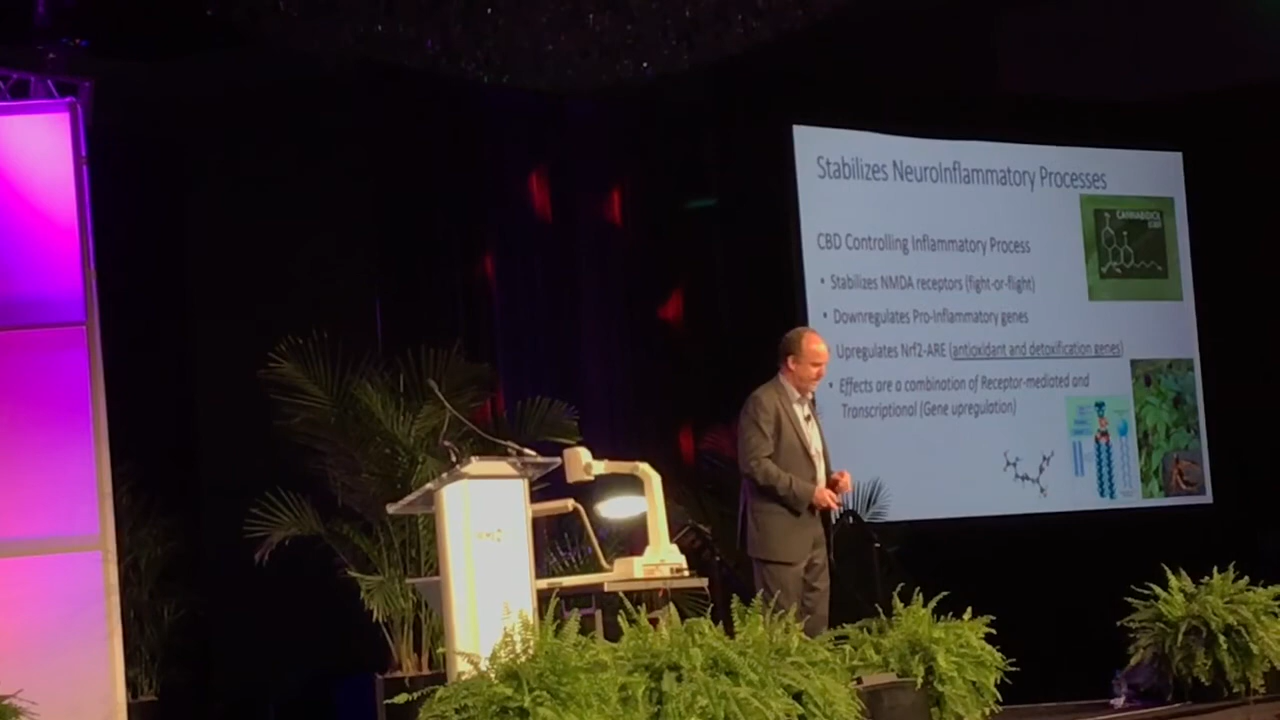 Stabilizes NeuroInflammatory Processes
CANNABIDIOL
CBD Controlling Inflammatory Process
• Stabilizes NMDA receptors (fight-or-flight)
• Downregulates Pro-Inflammatory genes
Upregulates Nrf2-ARE (antioxidant and detoxification genes)
• Effects are a combination of Receptor-mediated and
Transcriptional (Gene upregulation)